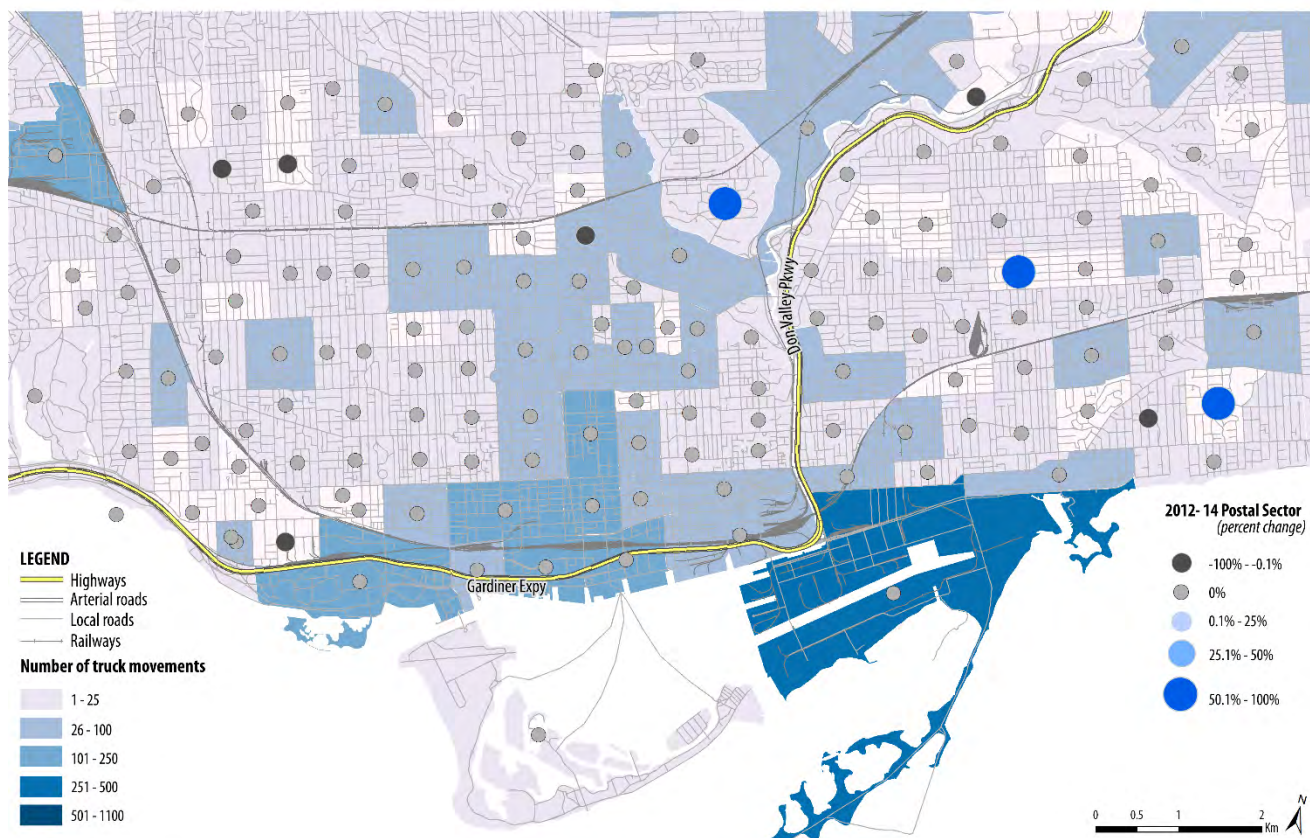 Don Valley Pkwy
Gardiner Expy
LEGEND
Highways
Arterial roads
Local roads
Railways
Number of truck movements
1 - 25
26 - 100
101 - 250
251 - 500
501 - 1100
2012- 14 Postal Sector
(percent change)
-100% - -0.1%
0%
0.1% - 25%
25.1% - 50%
50.1% - 100%
0 0.5 1 2
Km
N